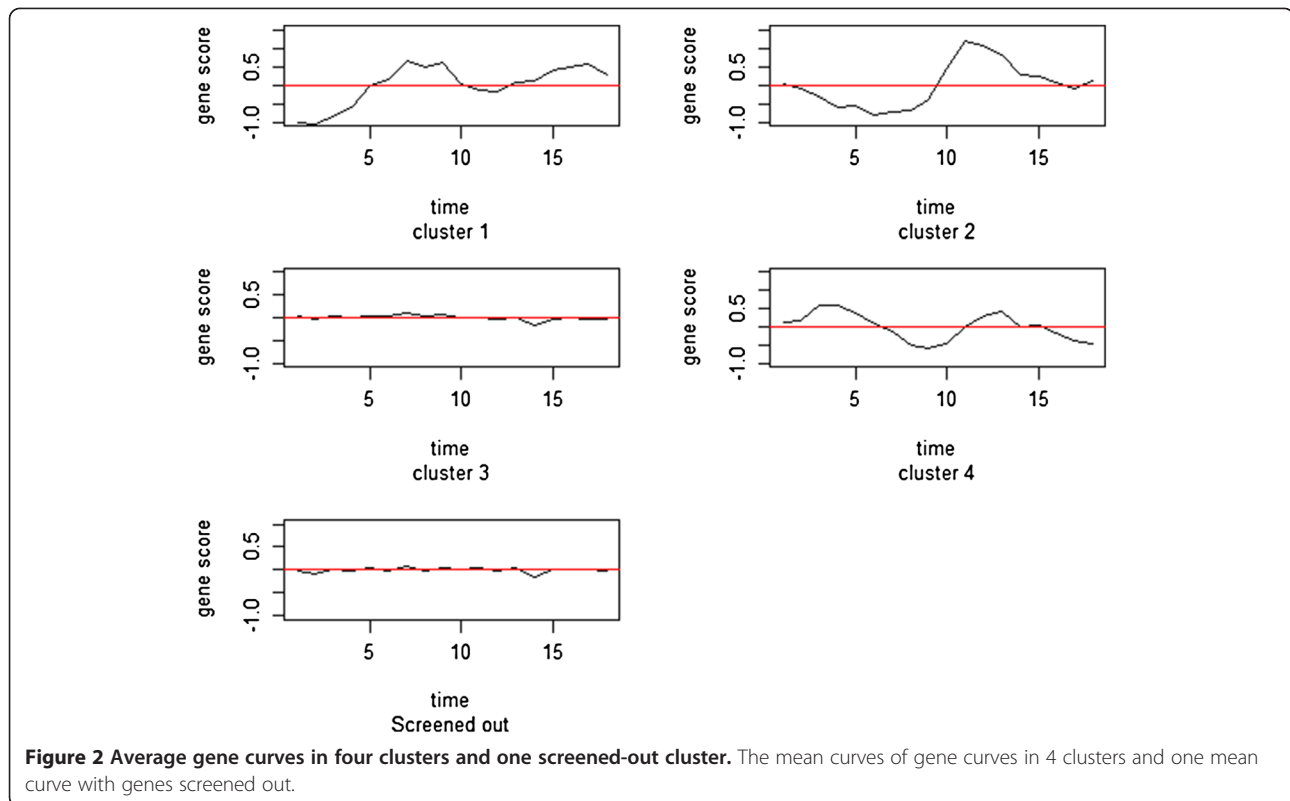 gene score
0.5
-1.0
5 10 15
time
cluster 1
gene score
0.5
-1.0
5 10 15
time
cluster 2
gene score
0.5
-1.0
5 10 15
time
cluster 3
gene score
0.5
-1.0
5 10 15
time
cluster 4
gene score
0.5
-1.0
5 10 15
time
Screened out
Figure 2 Average gene curves in four clusters and one screened-out cluster. The mean curves of gene curves in 4 clusters and one mean
curve with genes screened out.